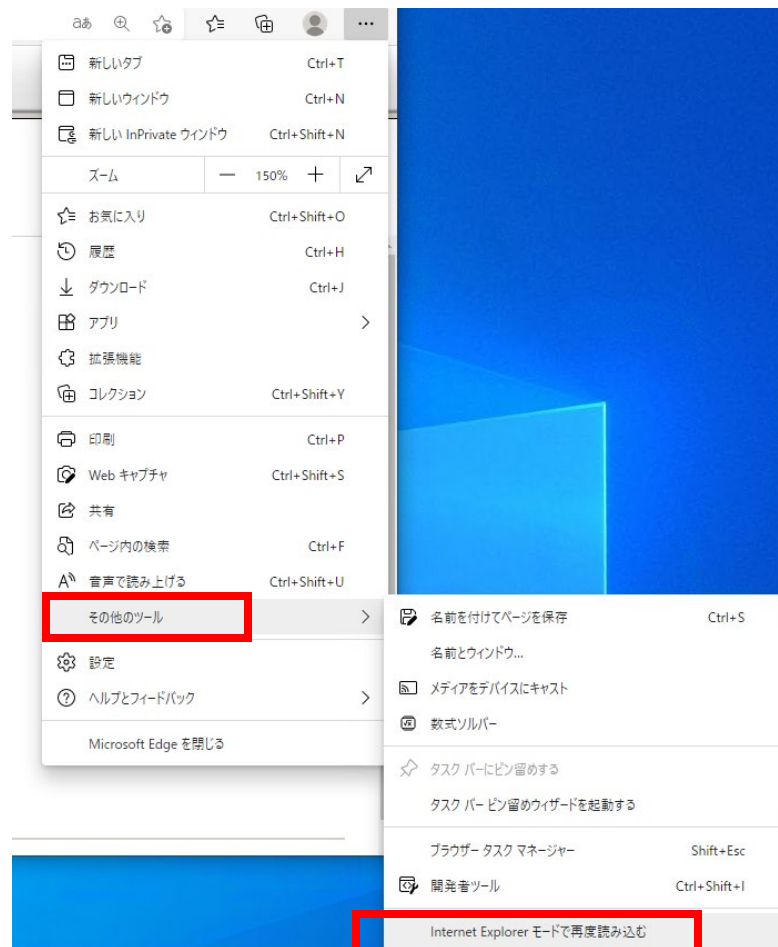 aあ
新しいタブ Ctrl+T
新しいウィンドウ Ctrl+N
新しい InPrivate ウィンドウ Ctrl+Shift+N
ズーム — 150% +
お気に入り Ctrl+Shift+O
履歴 Ctrl+H
ダウンロード Ctrl+J
アプリ
拡張機能
コレクション Ctrl+Shift+Y
印刷 Ctrl+P
Web キャプチャ Ctrl+Shift+S
共有
ページ内の検索 Ctrl+F
音声で読み上げる Ctrl+Shift+U
その他のツール
設定
ヘルプとフィードバック
Microsoft Edge を閉じる
名前を付けてページを保存 Ctrl+S
名前とウィンドウ...
メディアをデバイスにキャスト
数式ソルバー
タスク バーにピン留めする
タスク バー ピン留めウィザードを起動する
ブラウザー タスク マネージャー Shift+Esc
開発者ツール Ctrl+Shift+I
Internet Explorer モードで再度読み込む